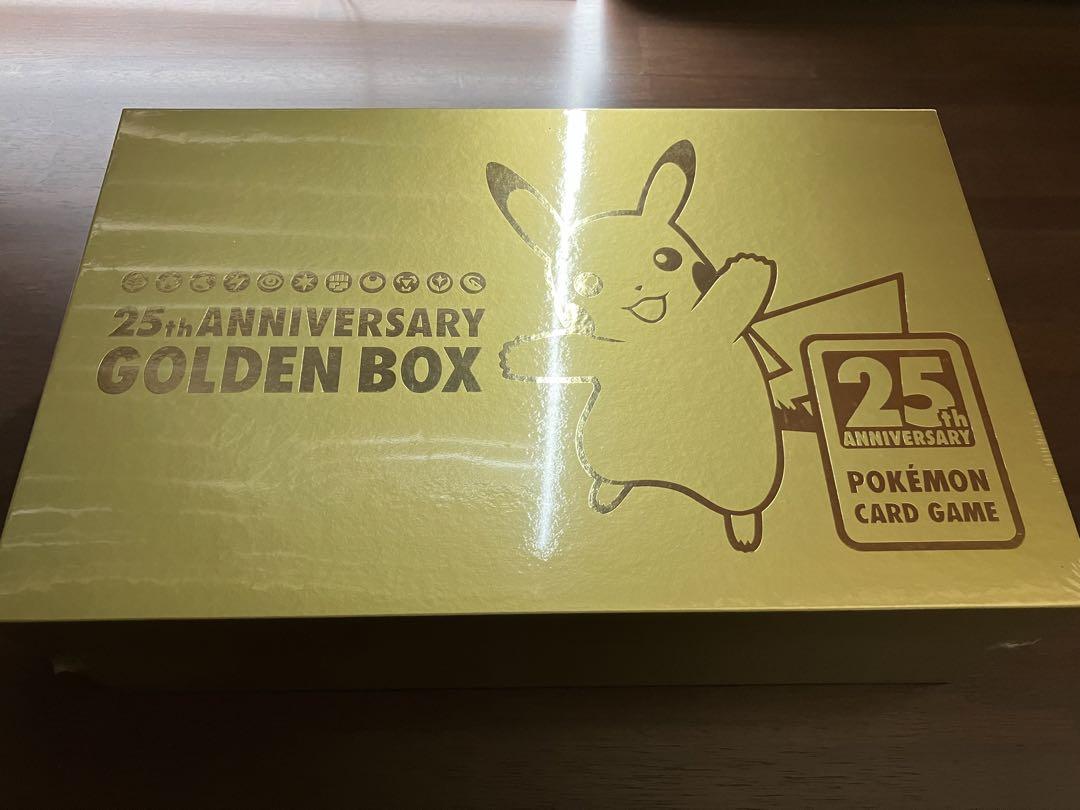 25th ANNIVERSARY
GOLDEN BOX
25th
ANNIVERSARY
POKÉMON
CARD GAME